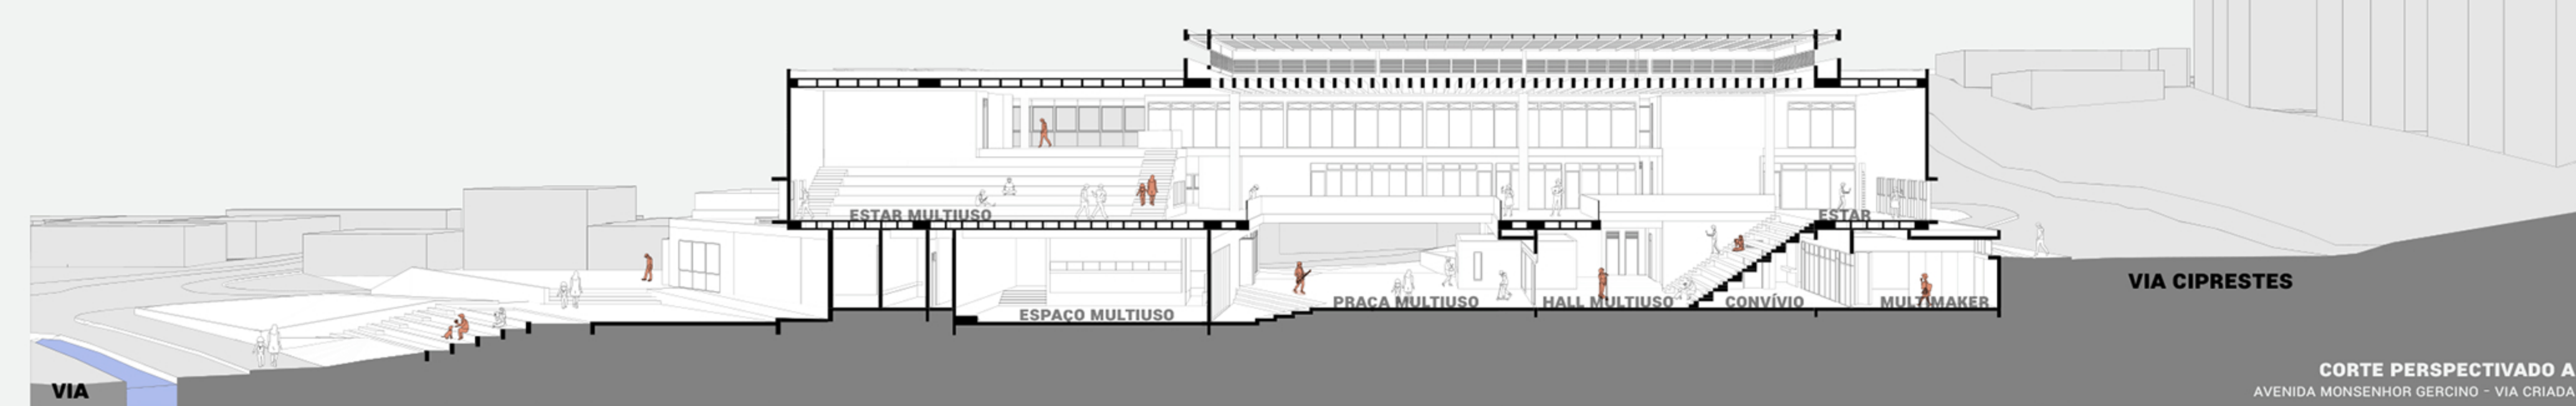 ESTAR MULTIUSO
ESTAR
ESPAÇO MULTIUSO
PRAÇA MULTIUSO
HALL MULTIUSO
CONVÍVIO
MULTIMAKER
VIA CIPRESTES
VIA
CORTE PERSPECTIVADO A
AVENIDA MONSENHOR GERCINO - VIA CRIADA